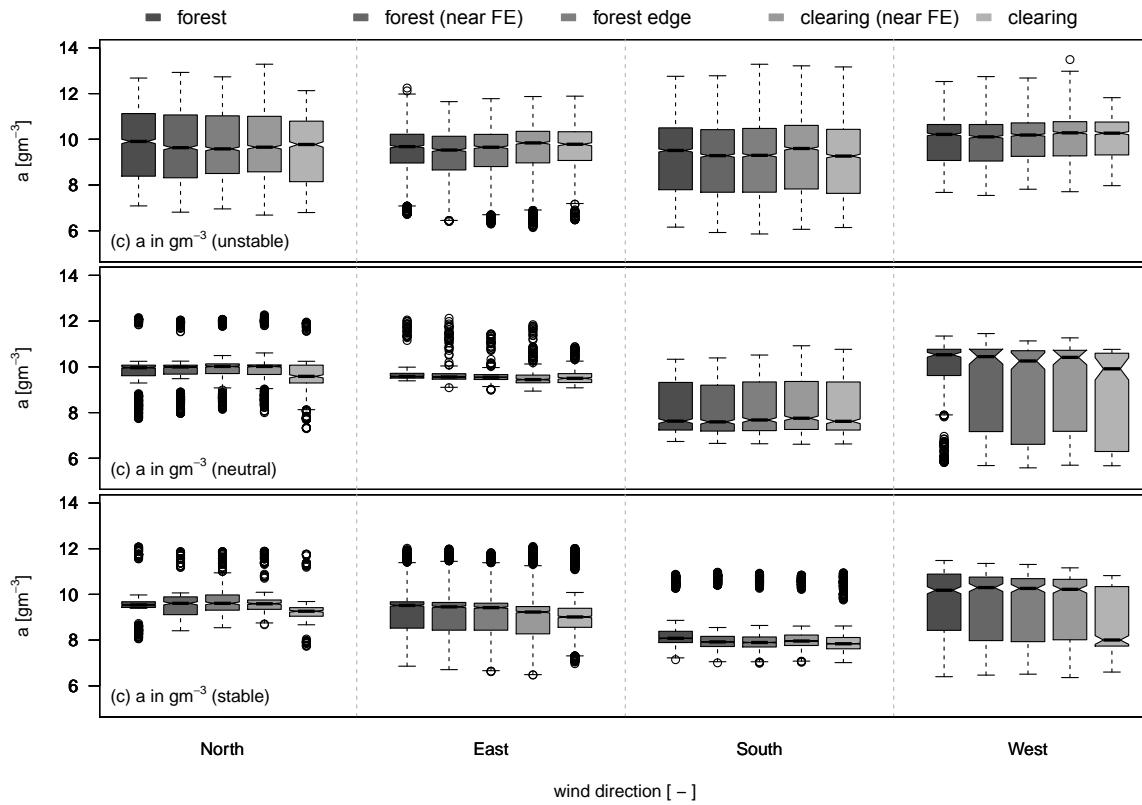 forest forest (near FE) forest edge clearing (near FE) clearing
14
12
10
8
6
a [gm⁻³]
(c) a in gm⁻³ (unstable)
14
12
10
8
6
a [gm⁻³]
(c) a in gm⁻³ (neutral)
14
12
10
8
6
a [gm⁻³]
(c) a in gm⁻³ (stable)
North East South West
wind direction [ − ]